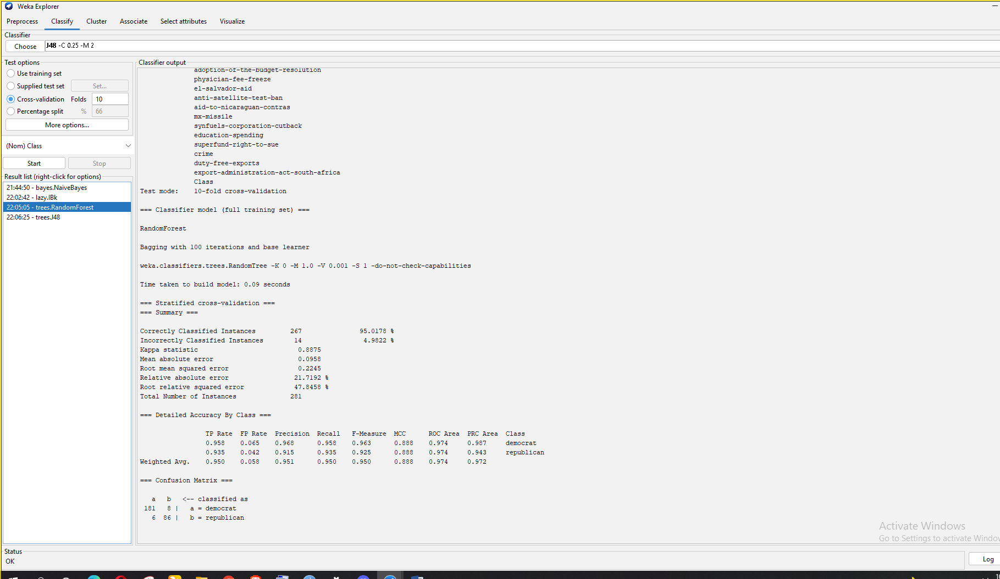 Weka Explorer
Preprocess Classify Cluster Associate Select attributes Visualize
Classifier
Choose J48 -C 0.25 -M 2
Test options
Use training set
Supplied test set Set...
Cross-validation Folds 10
Percentage split % 66
More options...
(Nom) Class
Start Stop
Result list (right-click for options)
21:44:50 - bayes.NaiveBayes
22:02:42 - lazy.IBk
22:05:05 - trees.RandomForest
22:06:25 - trees.J48
Classifier output
adoption-of-the-budget-resolution
physician-fee-freeze
el-salvador-aid
anti-satellite-test-ban
aid-to-nicaraguan-contras
mx-missile
synfuels-corporation-cutback
education-spending
superfund-right-to-sue
crime
duty-free-exports
export-administration-act-south-africa
Class
Test mode: 10-fold cross-validation
=== Classifier model (full training set) ===
RandomForest
Bagging with 100 iterations and base learner
weka.classifiers.trees.RandomTree -K 0 -M 1.0 -V 0.001 -S 1 -do-not-check-capabilities
Time taken to build model: 0.09 seconds
=== Stratified cross-validation ===
=== Summary ===
Correctly Classified Instances 267 95.0178 %
Incorrectly Classified Instances 14 4.9822 %
Kappa statistic 0.8875
Mean absolute error 0.0958
Root mean squared error 0.2245
Relative absolute error 21.7192 %
Root relative squared error 47.8458 %
Total Number of Instances 281
=== Detailed Accuracy By Class ===
TP Rate FP Rate Precision Recall F-Measure MCC ROC Area PRC Area Class
0.958 0.065 0.968 0.958 0.963 0.888 0.974 0.987 democrat
0.935 0.042 0.915 0.935 0.925 0.888 0.974 0.943 republican
Weighted Avg. 0.950 0.058 0.951 0.950 0.950 0.888 0.974 0.972
=== Confusion Matrix ===
a b <-- classified as
181 8 | a = democrat
6 86 | b = republican
Activate Windows
Go to Settings to activate Windo
Status
OK
Log